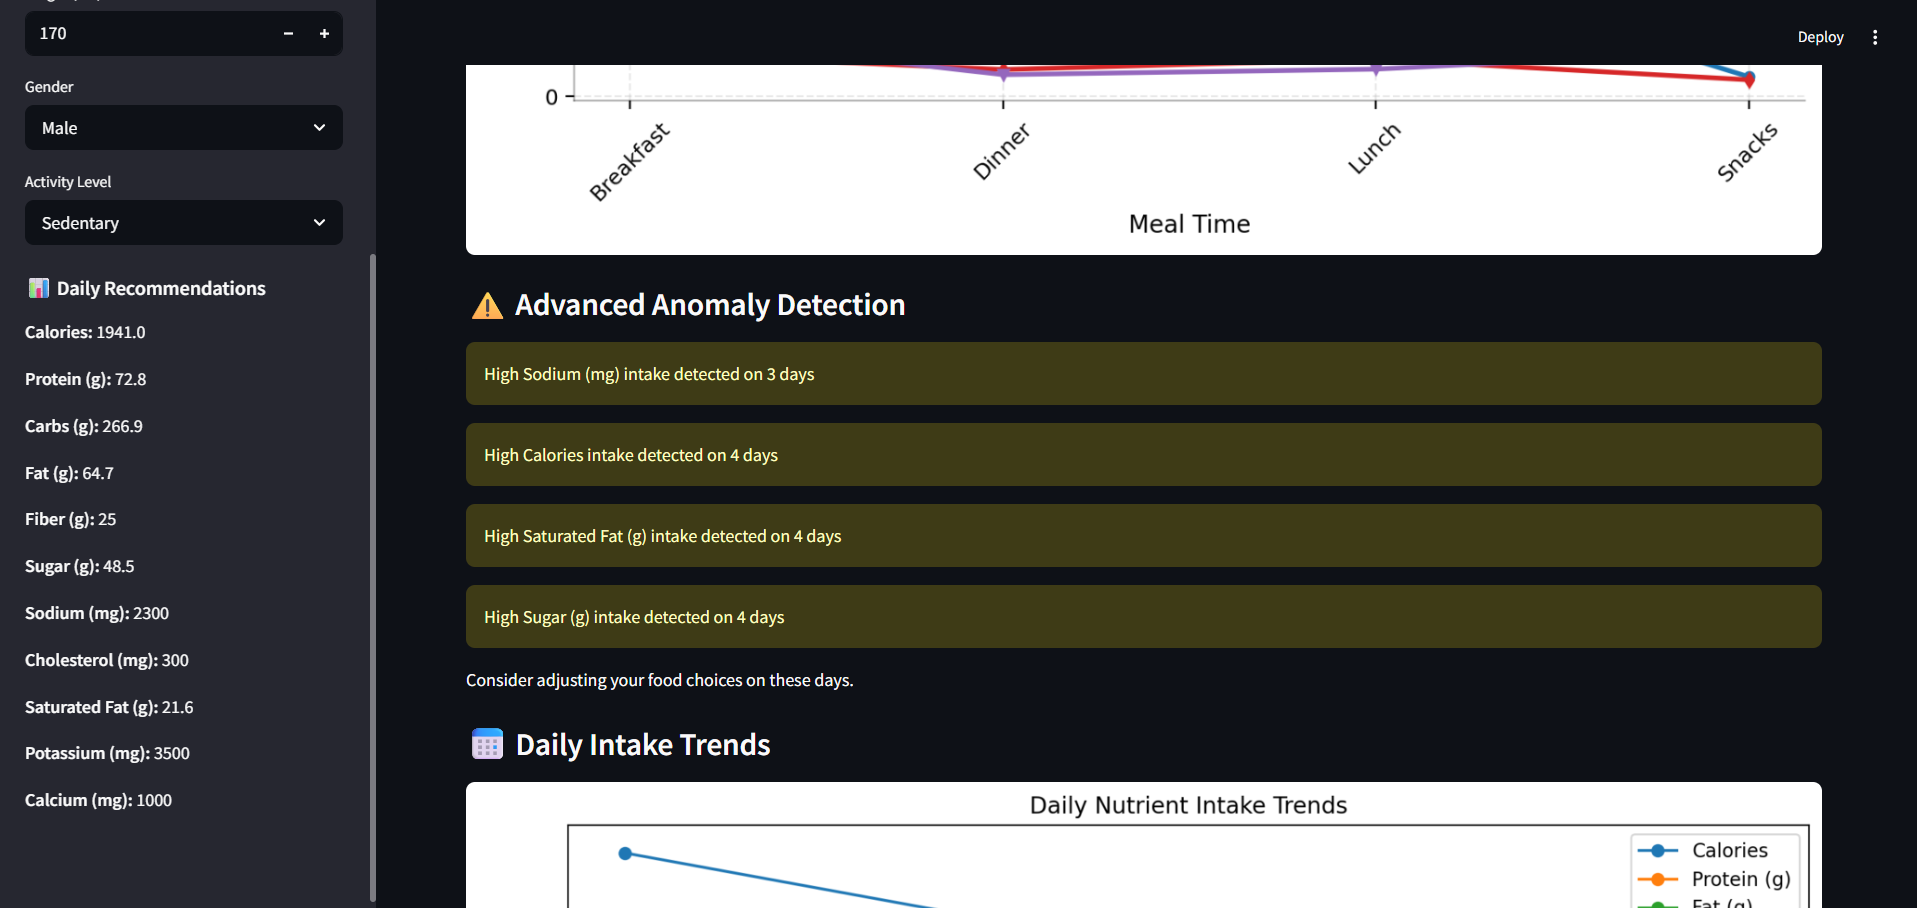 170
Gender
Male
Activity Level
Sedentary
Daily Recommendations
Calories: 1941.0
Protein (g): 72.8
Carbs (g): 266.9
Fat (g): 64.7
Fiber (g): 25
Sugar (g): 48.5
Sodium (mg): 2300
Cholesterol (mg): 300
Saturated Fat (g): 21.6
Potassium (mg): 3500
Calcium (mg): 1000
Deploy
0
Breakfast
Dinner
Lunch
Snacks
Meal Time
Advanced Anomaly Detection
High Sodium (mg) intake detected on 3 days
High Calories intake detected on 4 days
High Saturated Fat (g) intake detected on 4 days
High Sugar (g) intake detected on 4 days
Consider adjusting your food choices on these days.
Daily Intake Trends
Daily Nutrient Intake Trends
Calories
Protein (g)
Fat (g)